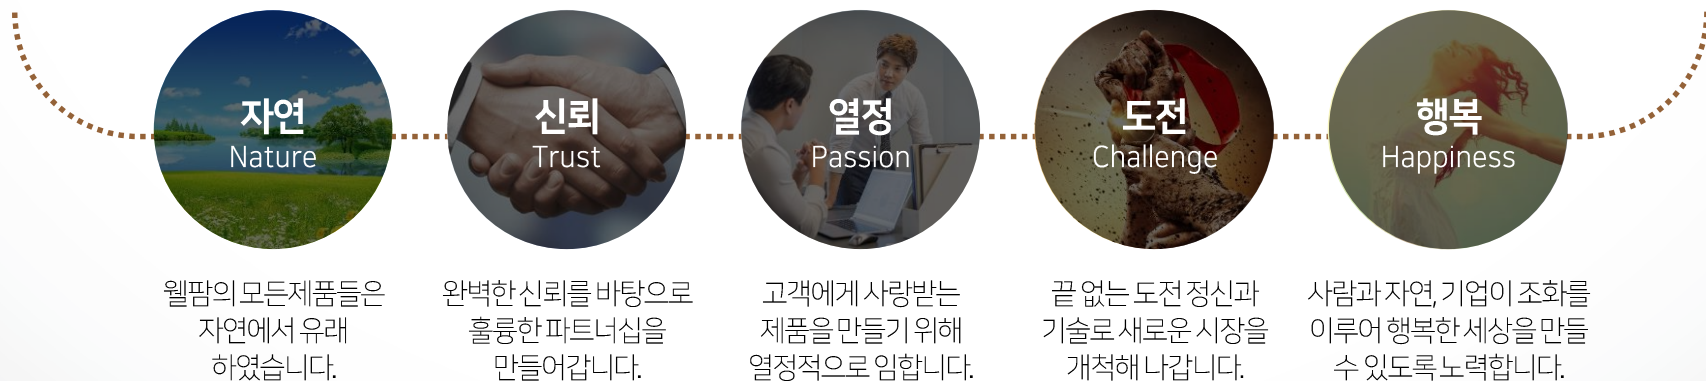 자연
Nature
신뢰
Trust
열정
Passion
도전
Challenge
행복
Happiness
웰팜의 모든제품들은
자연에서 유래
하였습니다.
완벽한 신뢰를 바탕으로
훌륭한 파트너십을
만들어갑니다.
고객에게 사랑받는
제품을 만들기 위해
열정적으로 임합니다.
끝 없는 도전 정신과
기술로 새로운 시장을
개척해 나갑니다.
사람과 자연, 기업이 조화를
이루어 행복한 세상을 만들
수 있도록 노력합니다.